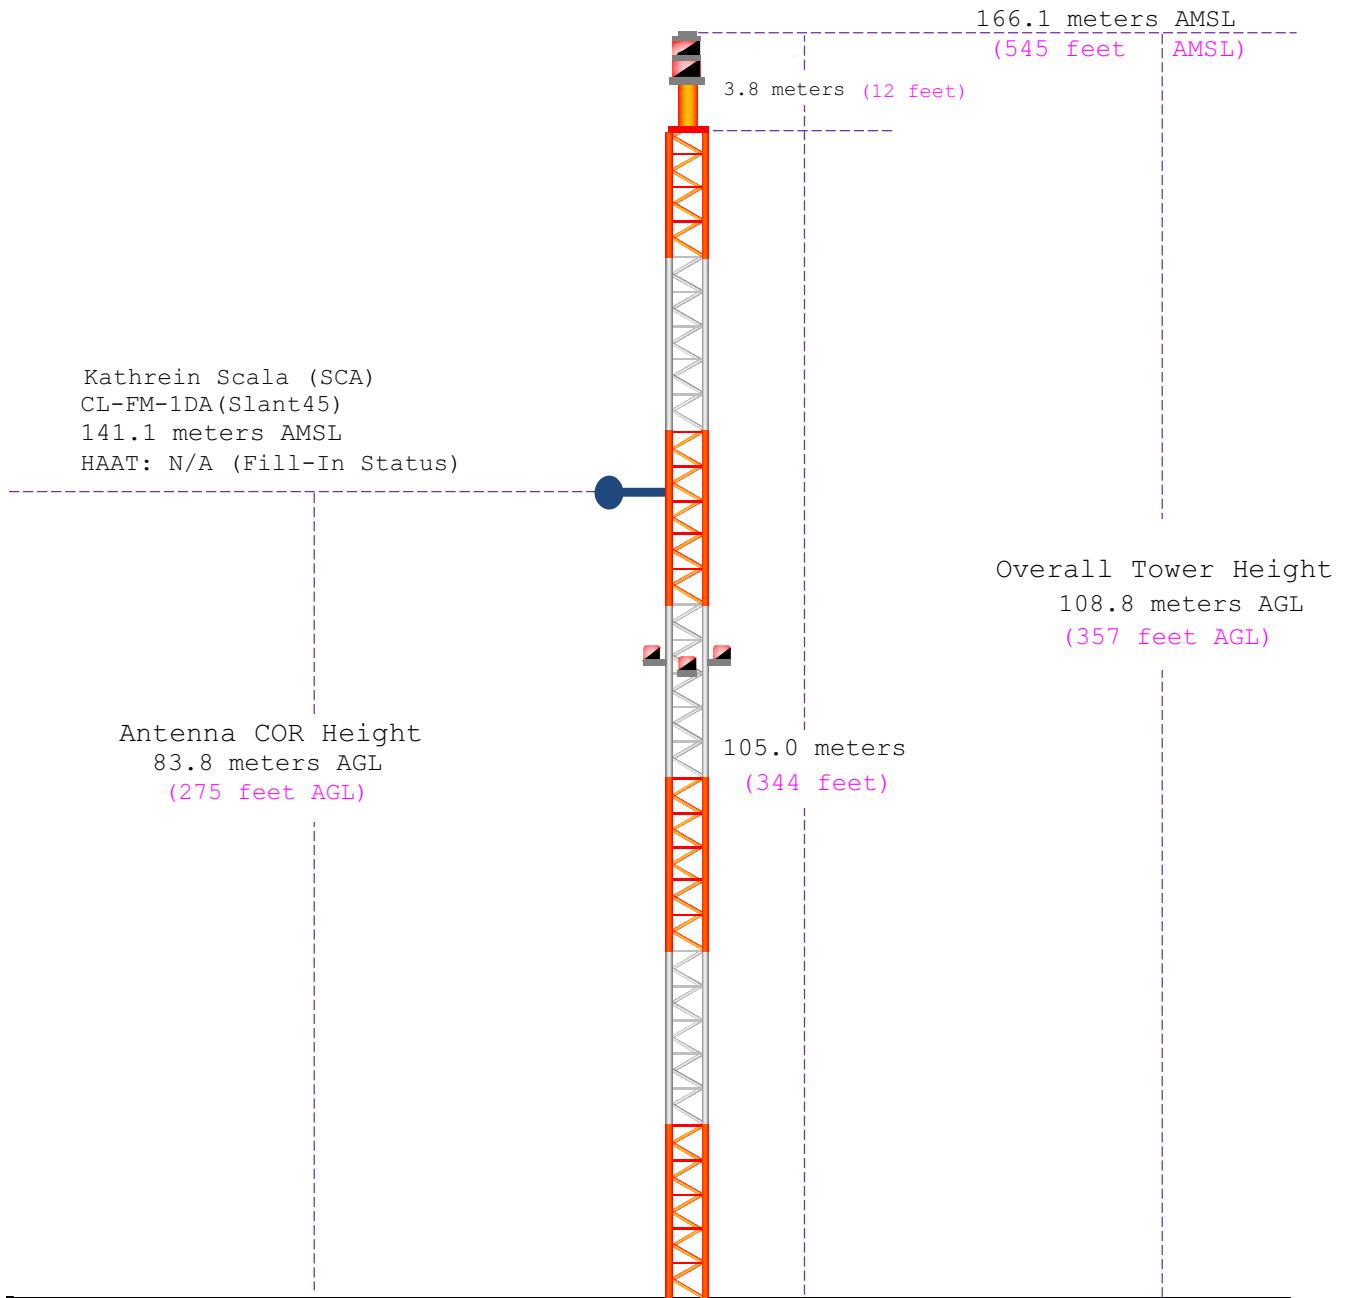 166.1 meters AMSL
(545 feet AMSL)
3.8 meters (12 feet)
Kathrein Scala (SCA)
CL-FM-1DA(Slant45)
141.1 meters AMSL
HAAT: N/A (Fill-In Status)
Overall Tower Height
108.8 meters AGL
(357 feet AGL)
Antenna COR Height
83.8 meters AGL
(275 feet AGL)
105.0 meters
(344 feet)